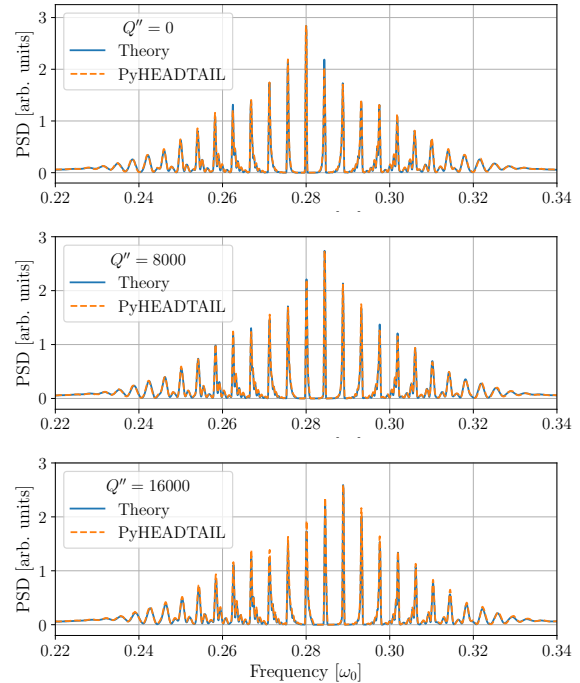 3
Q″ = 0
Theory
PyHEADTAIL
2
1
0
PSD [arb. units]
0.22 0.24 0.26 0.28 0.30 0.32 0.34
3
Q″ = 8000
Theory
PyHEADTAIL
2
1
0
PSD [arb. units]
0.22 0.24 0.26 0.28 0.30 0.32 0.34
3
Q″ = 16000
Theory
PyHEADTAIL
2
1
0
PSD [arb. units]
0.22 0.24 0.26 0.28 0.30 0.32 0.34
Frequency [ω₀]